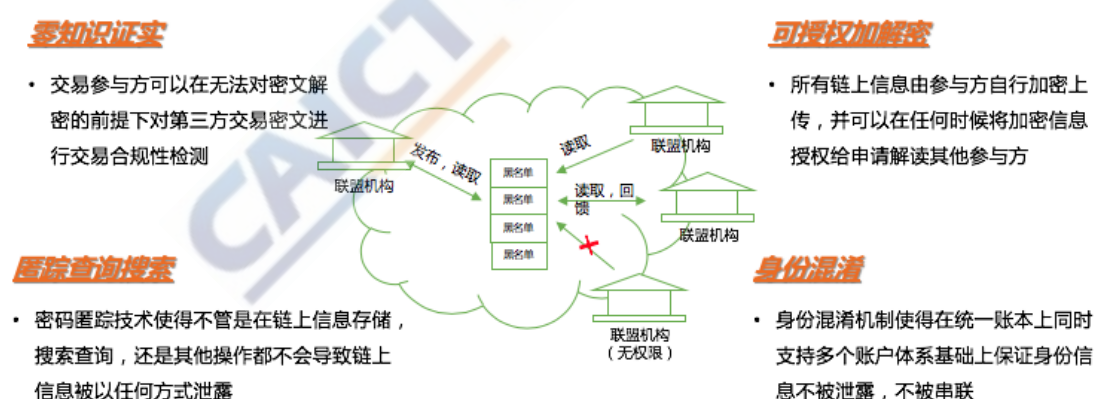 零知识证实
• 交易参与方可以在无法对密文解
密的前提下对第三方交易密文进
行交易合规性检测
可授权加解密
• 所有链上信息由参与方自行加密上
传，并可以在任何时候将加密信息
授权给申请解读其他参与方
CAICT
联盟机构
发布，读取
黑名单
黑名单
黑名单
黑名单
读取
联盟机构
读取，回
馈
联盟机构
联盟机构
（无权限）
匿踪查询搜索
• 密码匿踪技术使得不管是在链上信息存储，
搜索查询，还是其他操作都不会导致链上
信息被以任何方式泄露
身份混淆
• 身份混淆机制使得在统一账本上同时
支持多个账户体系基础上保证身份信
息不被泄露，不被串联